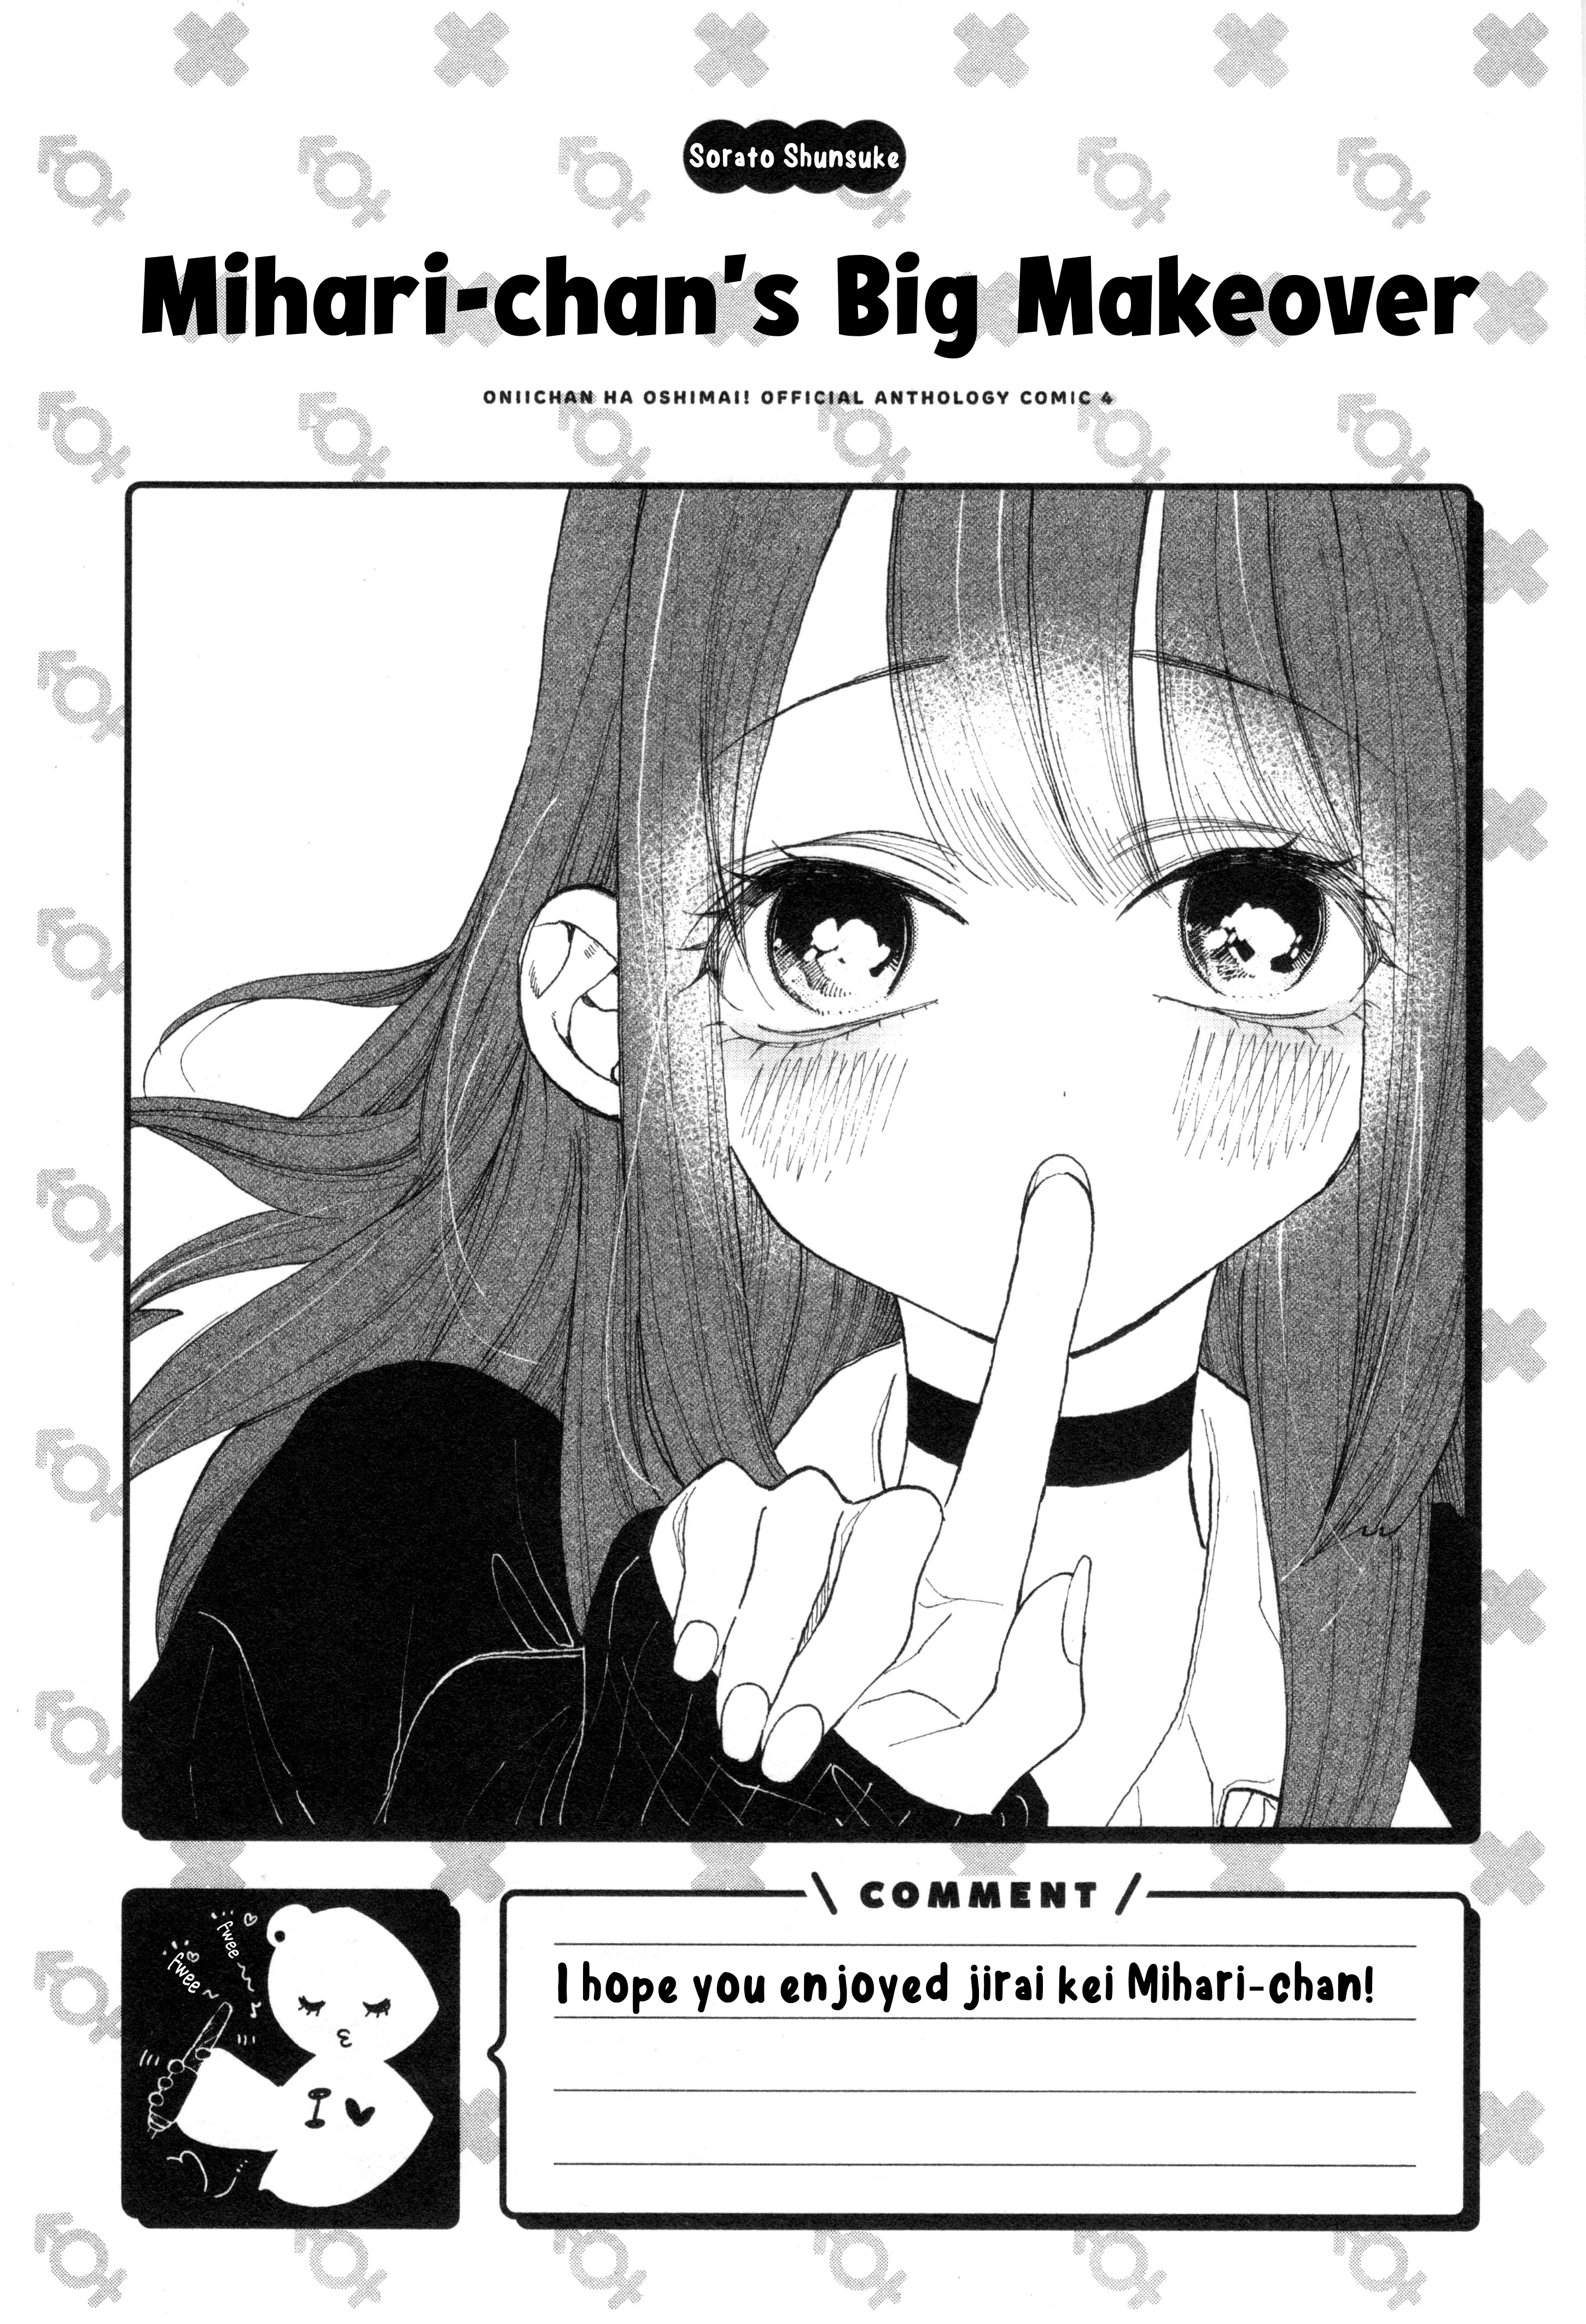 Sorato Shunsuke
Mihari-chan's Big Makeover
ONIICHAN HA OSHIMAI! OFFICIAL ANTHOLOGY COMIC 4
\ COMMENT /
I hope you enjoyed jirai kei Mihari-chan!
fwee~
fwee~
I ♥